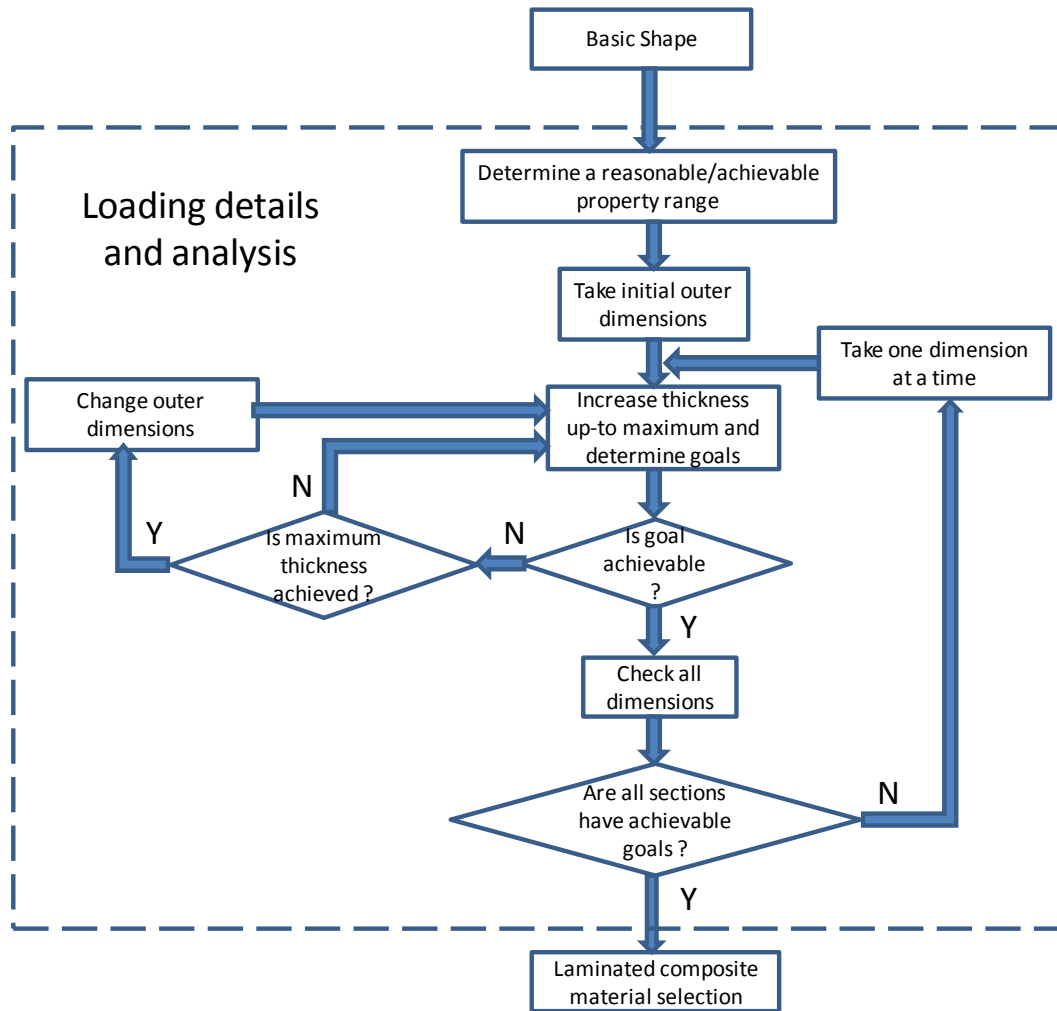 Basic Shape
Determine a reasonable/achievable
property range
Loading details
and analysis
Take initial outer
dimensions
Take one dimension
at a time
Change outer
dimensions
Increase thickness
up-to maximum and
determine goals
N
Y
Is maximum
thickness
achieved ?
N
Is goal
achievable
?
Y
Check all
dimensions
Are all sections
have achievable
goals ?
N
Y
Laminated composite
material selection